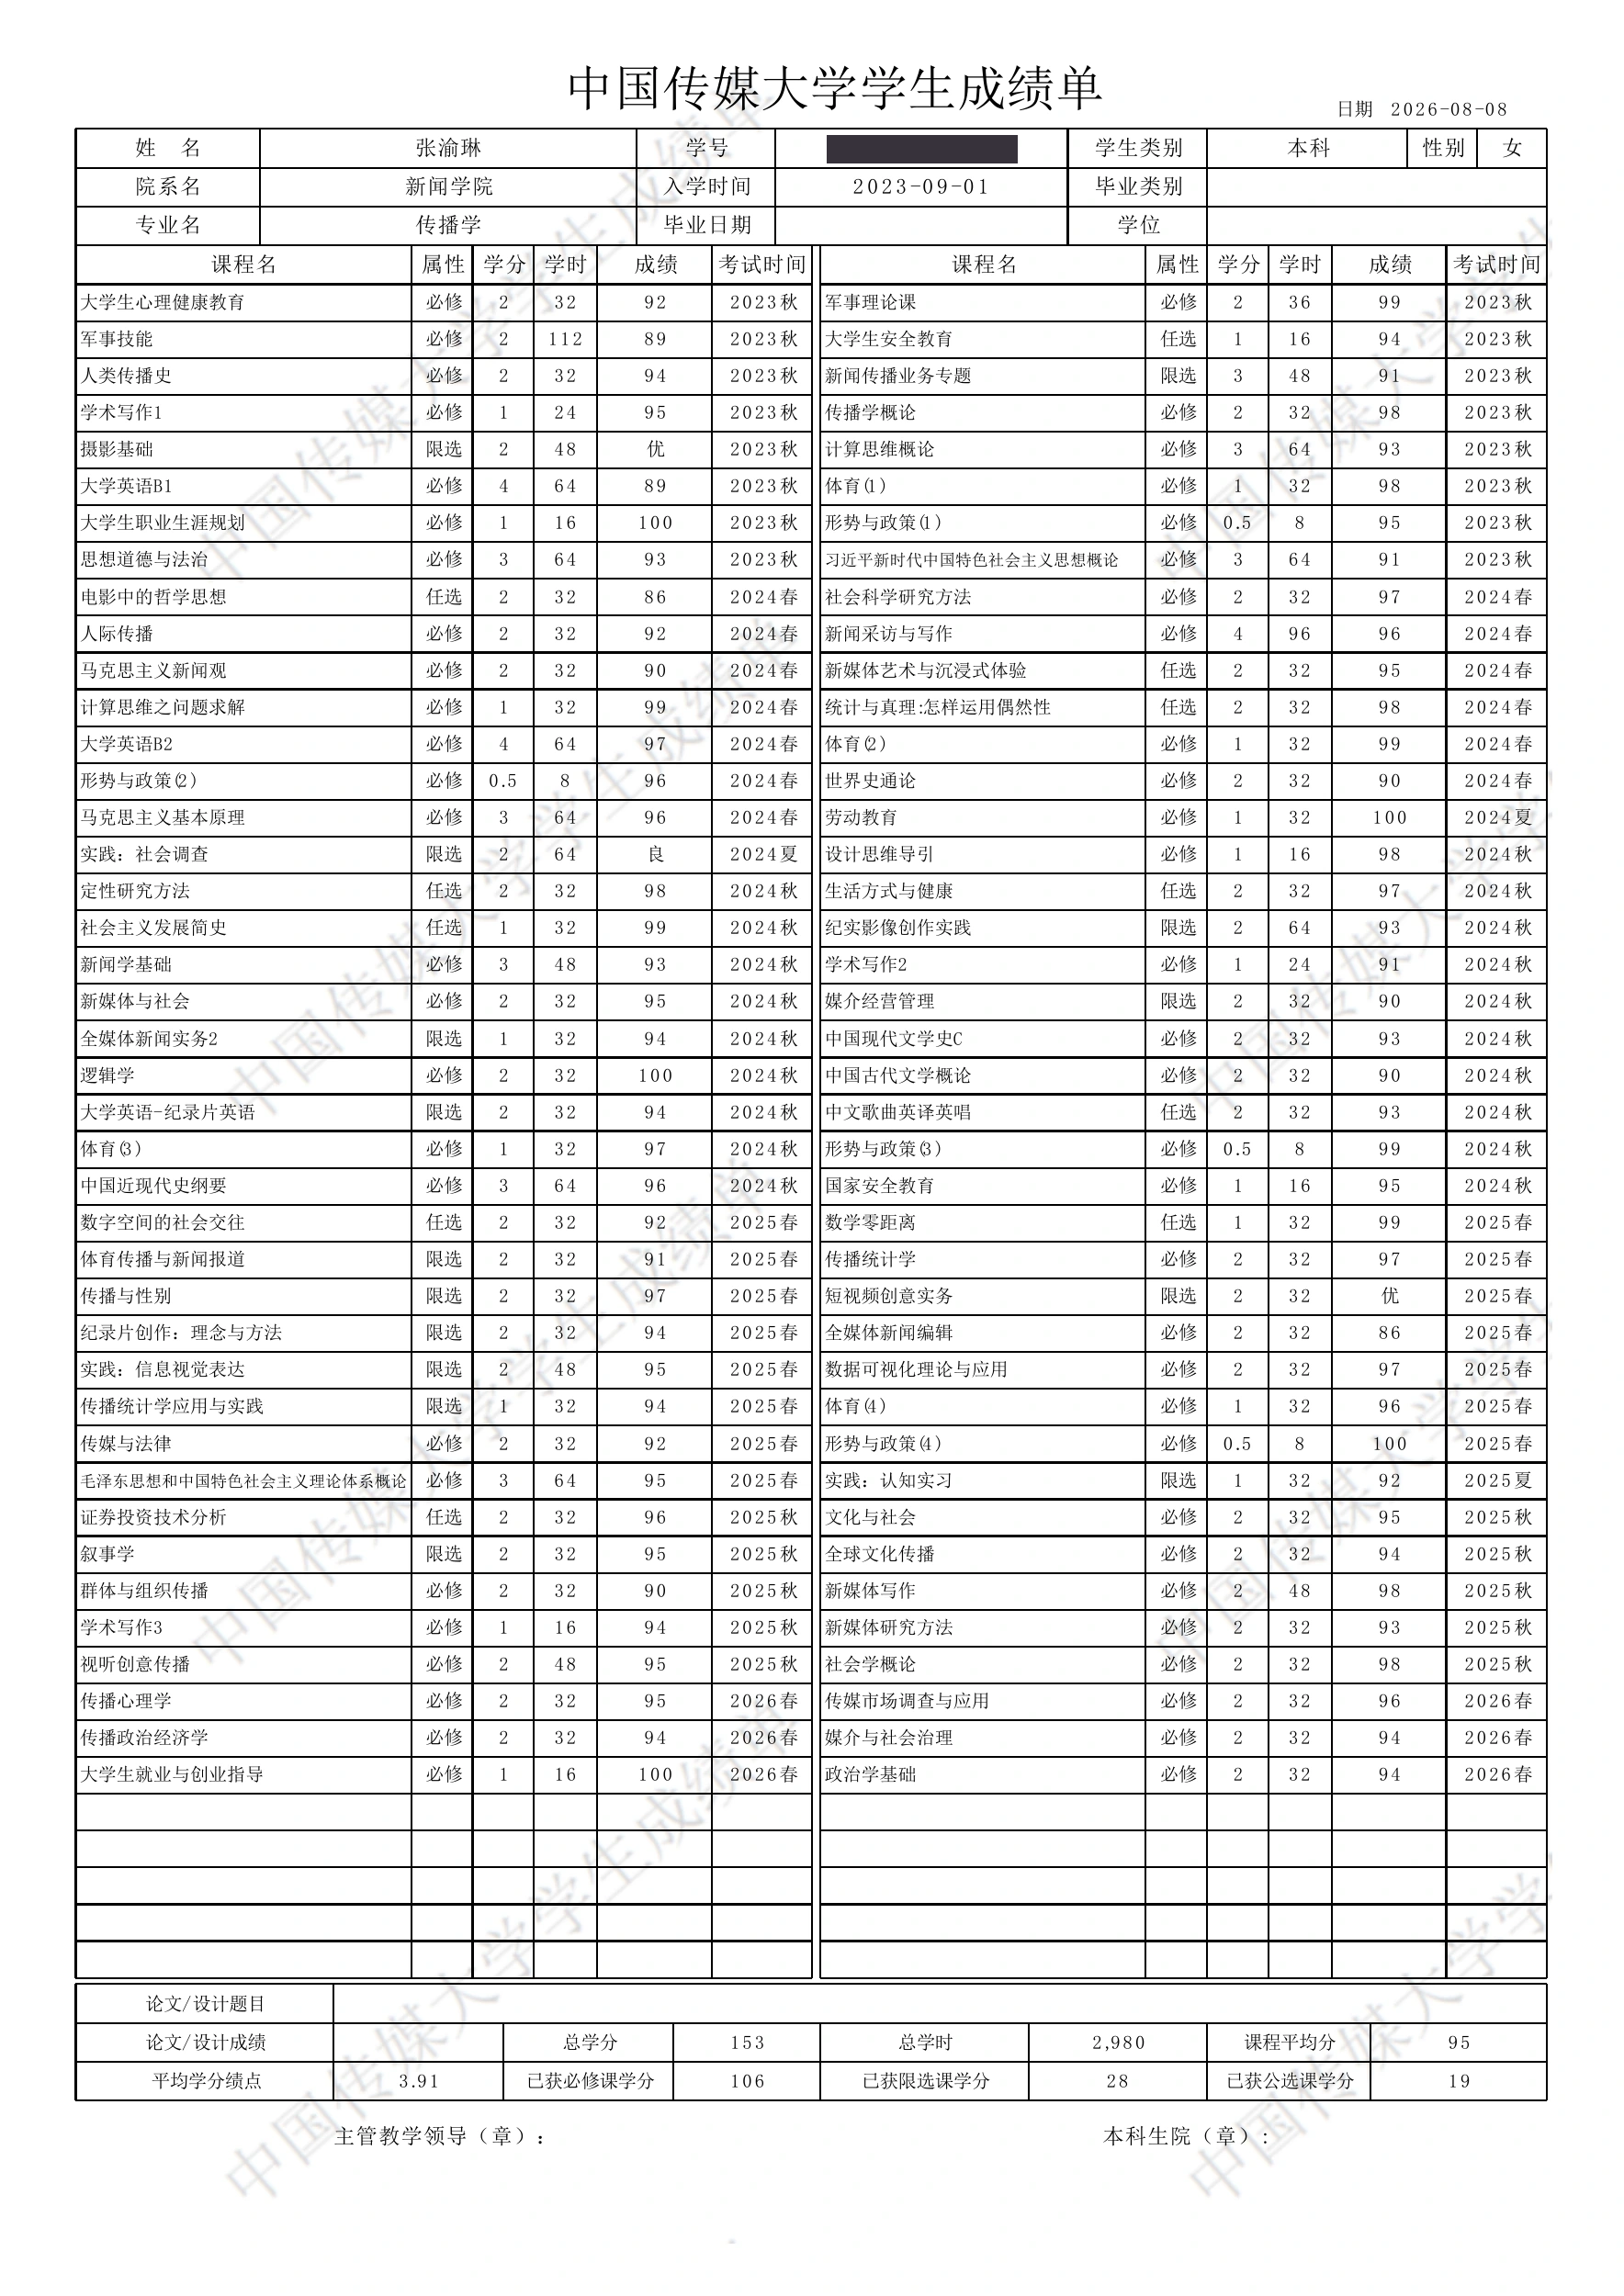 中国传媒大学学生成绩单
日期 2026-08-08
姓 名 张渝琳 学号 学生类别 本科 性别 女
院系名 新闻学院 入学时间 2023-09-01 毕业类别
专业名 传播学 毕业日期 学位
课程名 属性 学分 学时 成绩 考试时间 课程名 属性 学分 学时 成绩 考试时间
大学生心理健康教育 必修 2 32 92 2023秋 军事理论课 必修 2 36 99 2023秋
军事技能 必修 2 112 89 2023秋 大学生安全教育 任选 1 16 94 2023秋
人类传播史 必修 2 32 94 2023秋 新闻传播业务专题 限选 3 48 91 2023秋
学术写作1 必修 1 24 95 2023秋 传播学概论 必修 2 32 98 2023秋
摄影基础 限选 2 48 优 2023秋 计算思维概论 必修 3 64 93 2023秋
大学英语B1 必修 4 64 89 2023秋 体育(1) 必修 1 32 98 2023秋
大学生职业生涯规划 必修 1 16 100 2023秋 形势与政策(1) 必修 0.5 8 95 2023秋
思想道德与法治 必修 3 64 93 2023秋 习近平新时代中国特色社会主义思想概论 必修 3 64 91 2023秋
电影中的哲学思想 任选 2 32 86 2024春 社会科学研究方法 必修 2 32 97 2024春
人际传播 必修 2 32 92 2024春 新闻采访与写作 必修 4 96 96 2024春
马克思主义新闻观 必修 2 32 90 2024春 新媒体艺术与沉浸式体验 任选 2 32 95 2024春
计算思维之问题求解 必修 1 32 99 2024春 统计与真理:怎样运用偶然性 任选 2 32 98 2024春
大学英语B2 必修 4 64 97 2024春 体育(2) 必修 1 32 99 2024春
形势与政策(2) 必修 0.5 8 96 2024春 世界史通论 必修 2 32 90 2024春
马克思主义基本原理 必修 3 64 96 2024春 劳动教育 必修 1 32 100 2024夏
实践：社会调查 限选 2 64 良 2024夏 设计思维导引 必修 1 16 98 2024秋
定性研究方法 任选 2 32 98 2024秋 生活方式与健康 任选 2 32 97 2024秋
社会主义发展简史 任选 1 32 99 2024秋 纪实影像创作实践 限选 2 64 93 2024秋
新闻学基础 必修 3 48 93 2024秋 学术写作2 必修 1 24 91 2024秋
新媒体与社会 必修 2 32 95 2024秋 媒介经营管理 限选 2 32 90 2024秋
全媒体新闻实务2 限选 1 32 94 2024秋 中国现代文学史C 必修 2 32 93 2024秋
逻辑学 必修 2 32 100 2024秋 中国古代文学概论 必修 2 32 90 2024秋
大学英语-纪录片英语 限选 2 32 94 2024秋 中文歌曲英译英唱 任选 2 32 93 2024秋
体育(3) 必修 1 32 97 2024秋 形势与政策(3) 必修 0.5 8 99 2024秋
中国近现代史纲要 必修 3 64 96 2024秋 国家安全教育 必修 1 16 95 2024秋
数字空间的社会交往 任选 2 32 92 2025春 数学零距离 任选 1 32 99 2025春
体育传播与新闻报道 限选 2 32 91 2025春 传播统计学 必修 2 32 97 2025春
传播与性别 限选 2 32 97 2025春 短视频创意实务 限选 2 32 优 2025春
纪录片创作：理念与方法 限选 2 32 94 2025春 全媒体新闻编辑 必修 2 32 86 2025春
实践：信息视觉表达 限选 2 48 95 2025春 数据可视化理论与应用 必修 2 32 97 2025春
传播统计学应用与实践 限选 1 32 94 2025春 体育(4) 必修 1 32 96 2025春
传媒与法律 必修 2 32 92 2025春 形势与政策(4) 必修 0.5 8 100 2025春
毛泽东思想和中国特色社会主义理论体系概论 必修 3 64 95 2025春 实践：认知实习 限选 1 32 92 2025夏
证券投资技术分析 任选 2 32 96 2025秋 文化与社会 必修 2 32 95 2025秋
叙事学 限选 2 32 95 2025秋 全球文化传播 必修 2 32 94 2025秋
群体与组织传播 必修 2 32 90 2025秋 新媒体写作 必修 2 48 98 2025秋
学术写作3 必修 1 16 94 2025秋 新媒体研究方法 必修 2 32 93 2025秋
视听创意传播 必修 2 48 95 2025秋 社会学概论 必修 2 32 98 2025秋
传播心理学 必修 2 32 95 2026春 传媒市场调查与应用 必修 2 32 96 2026春
传播政治经济学 必修 2 32 94 2026春 媒介与社会治理 必修 2 32 94 2026春
大学生就业与创业指导 必修 1 16 100 2026春 政治学基础 必修 2 32 94 2026春
论文/设计题目
论文/设计成绩 总学分 153 总学时 2,980 课程平均分 95
平均学分绩点 3.91 已获必修课学分 106 已获限选课学分 28 已获公选课学分 19
主管教学领导（章）： 本科生院（章）: